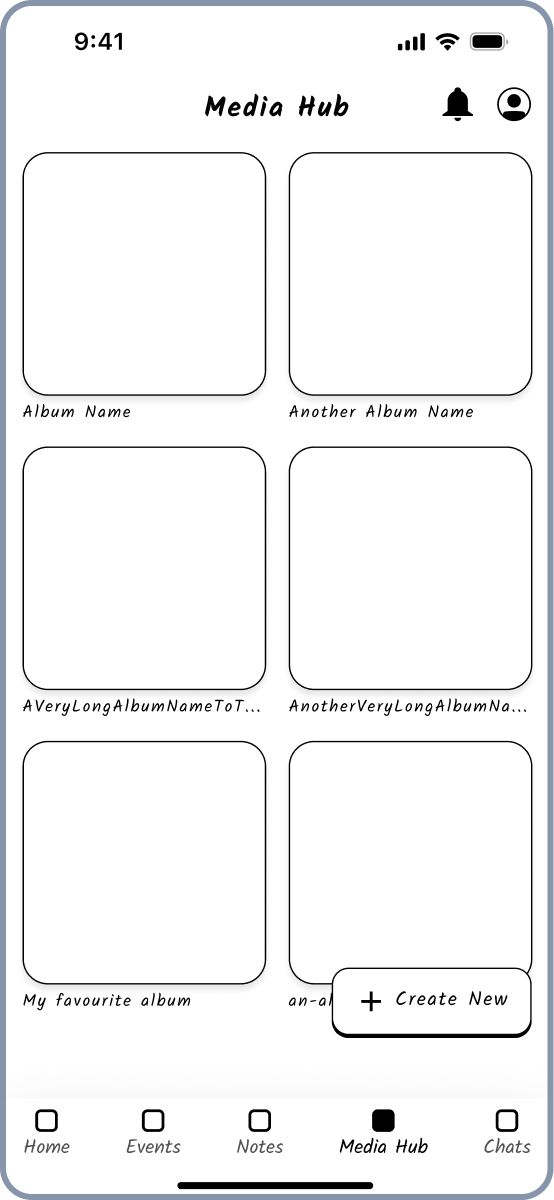 9:41
Media Hub
Album Name
Another Album Name
AVeryLongAlbumNameToT...
AnotherVeryLongAlbumNa...
My favourite album
an-al
+ Create New
Home
Events
Notes
Media Hub
Chats